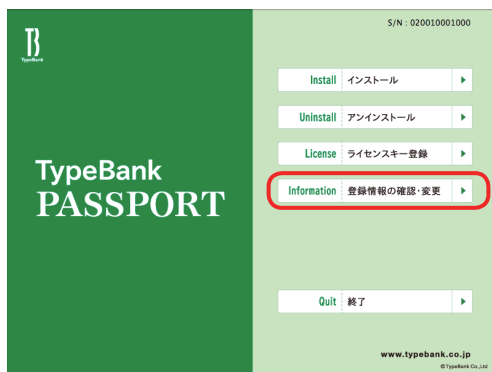 S/N : 020010001000
TB
TypeBank
Install インストール
Uninstall アンインストール
License ライセンスキー登録
TypeBank
PASSPORT
Information 登録情報の確認・変更
Quit 終了
www.typebank.co.jp
©TypeBank Co.,Ltd